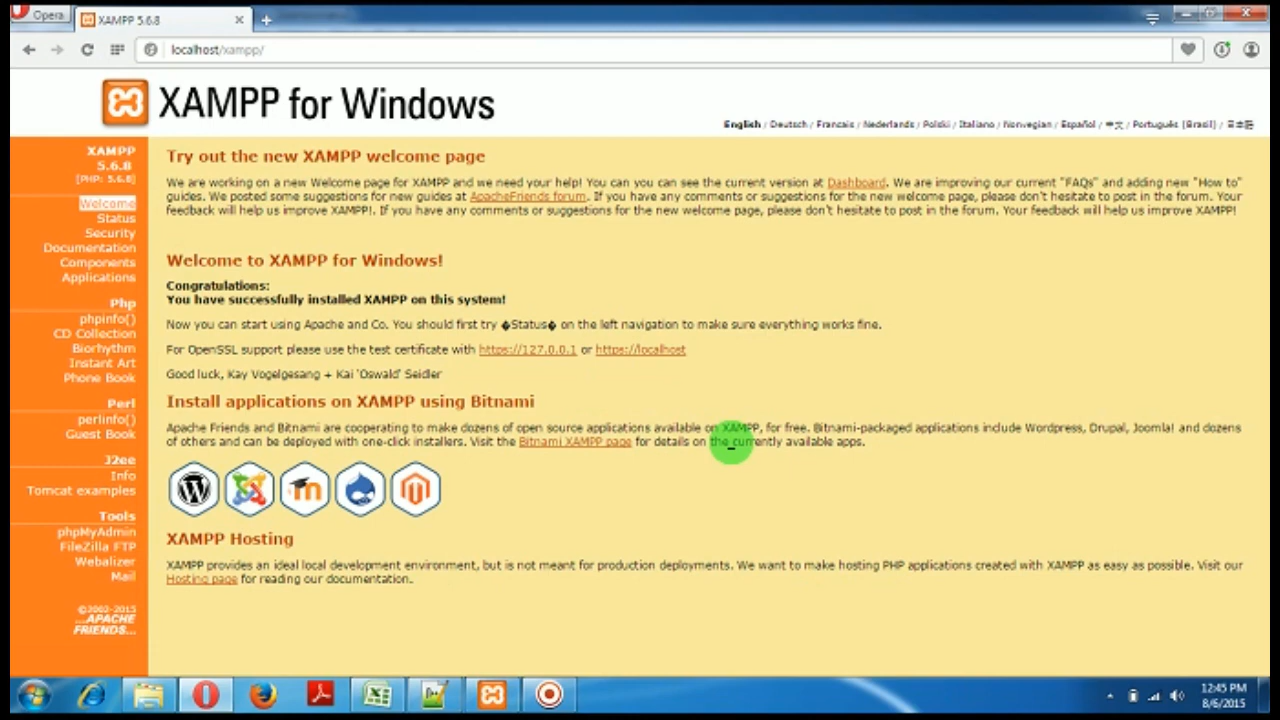 Opera
XAMPP 5.6.8
localhost/xampp/
XAMPP for Windows
English / Deutsch / Francais / Nederlands / Polski / Italiano / Norwegian / Español / 中文 / Português (Brasil) / 日本語
XAMPP
5.6.8
[PHP: 5.6.8]
Welcome
Status
Security
Documentation
Components
Applications
Php
phpinfo()
CD Collection
Biorhythm
Instant Art
Phone Book
Perl
perlinfo()
Guest Book
J2ee
Info
Tomcat examples
Tools
phpMyAdmin
FileZilla FTP
Webalizer
Mail
©2002-2015
...APACHE
FRIENDS...
Try out the new XAMPP welcome page
We are working on a new Welcome page for XAMPP and we need your help! You can you can see the current version at Dashboard. We are improving our current "FAQs" and adding new "How to"
guides. We posted some suggestions for new guides at ApacheFriends forum. If you have any comments or suggestions for the new welcome page, please don't hesitate to post in the forum. Your
feedback will help us improve XAMPP!. If you have any comments or suggestions for the new welcome page, please don't hesitate to post in the forum. Your feedback will help us improve XAMPP!
Welcome to XAMPP for Windows!
Congratulations:
You have successfully installed XAMPP on this system!
Now you can start using Apache and Co. You should first try �Status� on the left navigation to make sure everything works fine.
For OpenSSL support please use the test certificate with https://127.0.0.1 or https://localhost
Good luck, Kay Vogelgesang + Kai 'Oswald' Seidler
Install applications on XAMPP using Bitnami
Apache Friends and Bitnami are cooperating to make dozens of open source applications available on XAMPP, for free. Bitnami-packaged applications include Wordpress, Drupal, Joomla! and dozens
of others and can be deployed with one-click installers. Visit the Bitnami XAMPP page for details on the currently available apps.
XAMPP Hosting
XAMPP provides an ideal local development environment, but is not meant for production deployments. We want to make hosting PHP applications created with XAMPP as easy as possible. Visit our
Hosting page for reading our documentation.
12:45 PM
8/6/2015